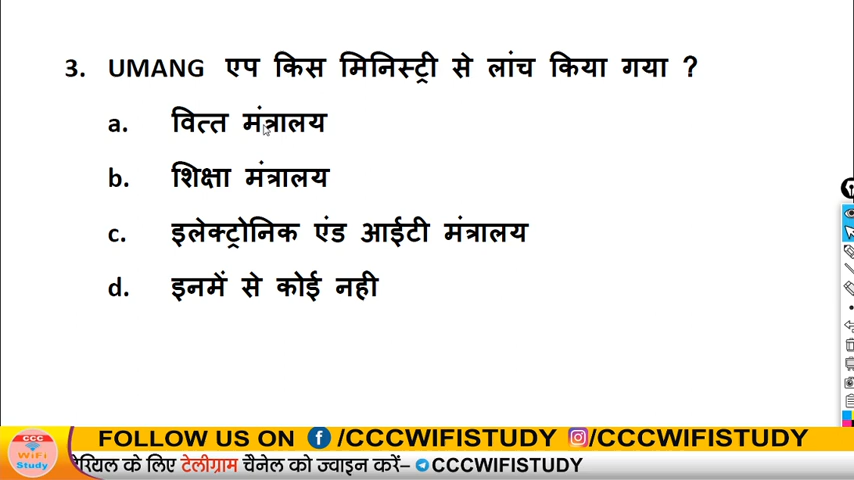 3. UMANG एप किस मिनिस्ट्री से लांच किया गया ?
a. वित्त मंत्रालय
b. शिक्षा मंत्रालय
c. इलेक्ट्रोनिक एंड आईटी मंत्रालय
d. इनमें से कोई नही
CCC
WiFi
Study
FOLLOW US ON /CCCWIFISTUDY /CCCWIFISTUDY
के लिए टेलीग्राम चैनेल को ज्वाइन करें– CCCWIFISTUDY